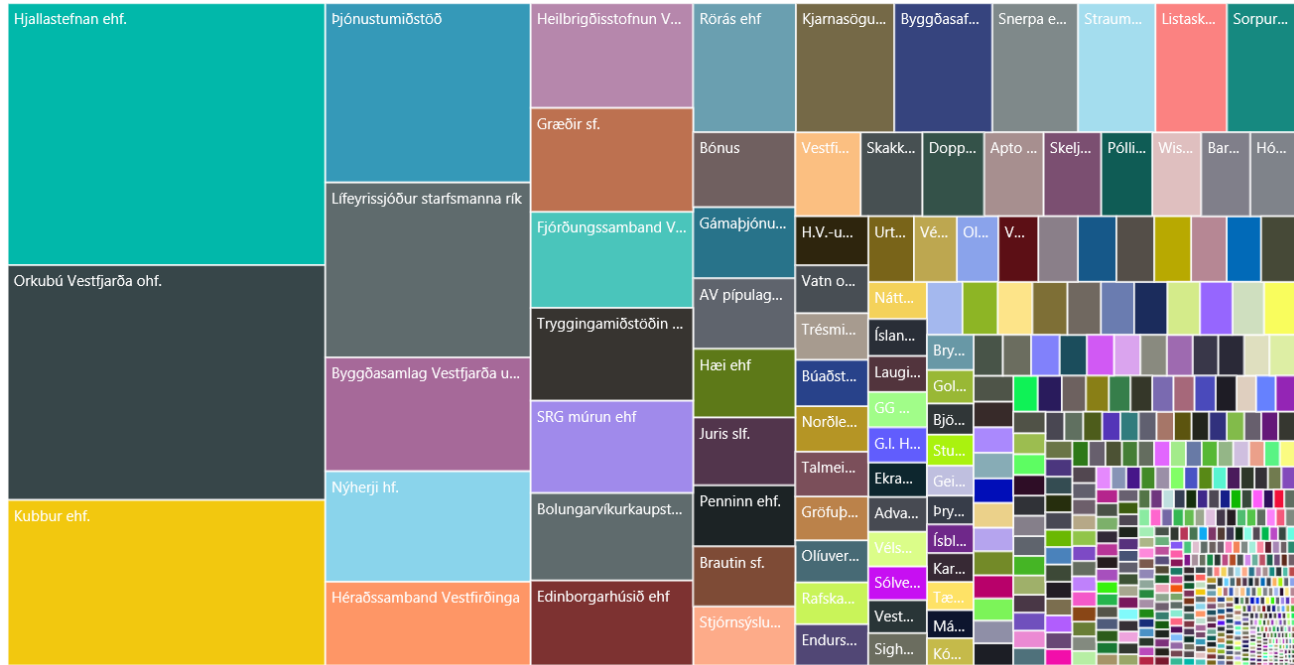 Hjallastefnan ehf.
Orkubú Vestfjarða ohf.
Kubbur ehf.
Þjónustumiðstöð
Lífeyrissjóður starfsmanna rík
Byggðasamlag Vestfjarða u...
Nýherji hf.
Héraðssamband Vestfirðinga
Heilbrigðisstofnun V...
Græðir sf.
Fjórðungssamband V...
Tryggingamiðstöðin ...
SRG múrun ehf
Bolungarvíkurkaupst...
Edinborgarhúsið ehf
Rörás ehf
Bónus
Gámaþjónu...
AV pípulag...
Hæi ehf
Juris slf.
Penninn ehf.
Brautin sf.
Stjórnsýslu...
Kjarnasögu...
Byggðasaf...
Snerpa e...
Straum...
Listask...
Sorpur...
Vestfi...
Skakk...
Dopp...
Apto ...
Skelj...
Pólli...
Wis...
Bar...
Hó...
H.V.-u...
Vatn o...
Trésmi...
Búaðst...
Norðle...
Talmei...
Gröfuþ...
Olíuver...
Rafska...
Endurs...
Urt...
Vé...
Ol...
V...
Nátt...
Íslan...
Laugi...
GG ...
G.I. H...
Ekra...
Adva...
Véls...
Sólve...
Vest...
Sigh...
Bry...
Gol...
Bjö...
Stu...
Gei...
Þry...
Ísbl...
Kar...
Tæ...
Má...
Kó...